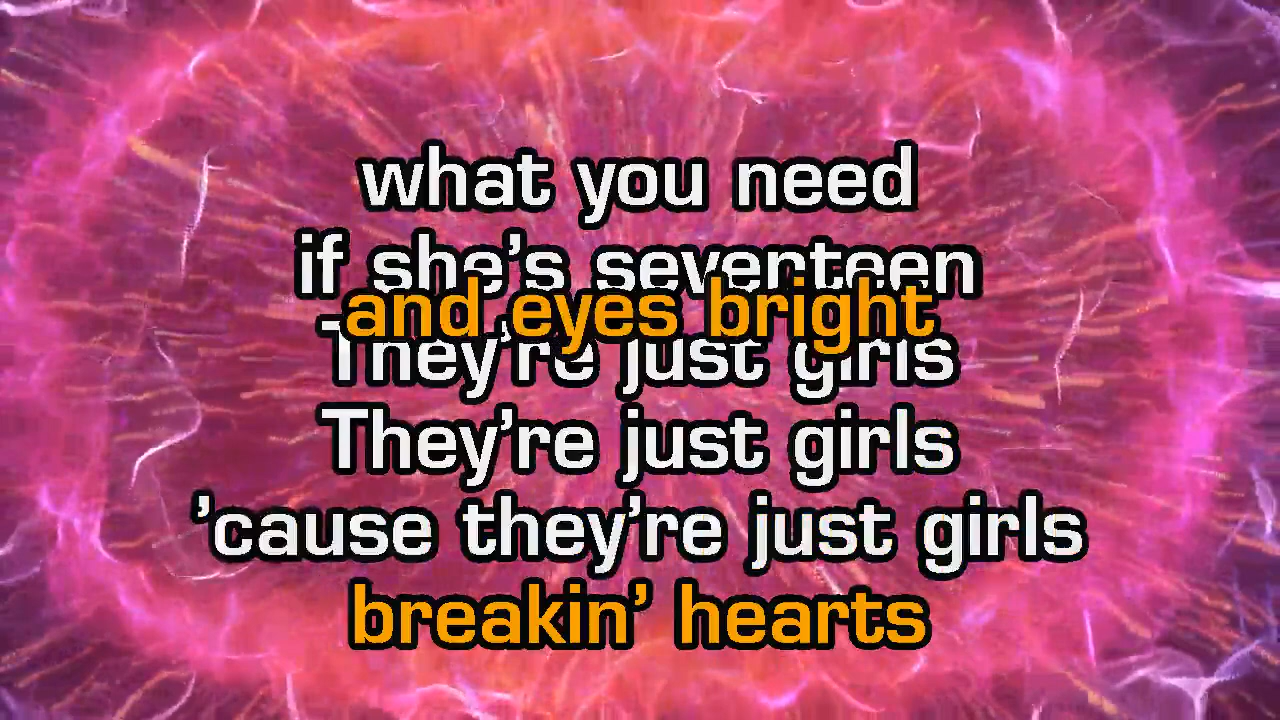 what you need
if she’s seventeen
and eyes bright
They’re just girls
They’re just girls
’cause they’re just girls
breakin’ hearts